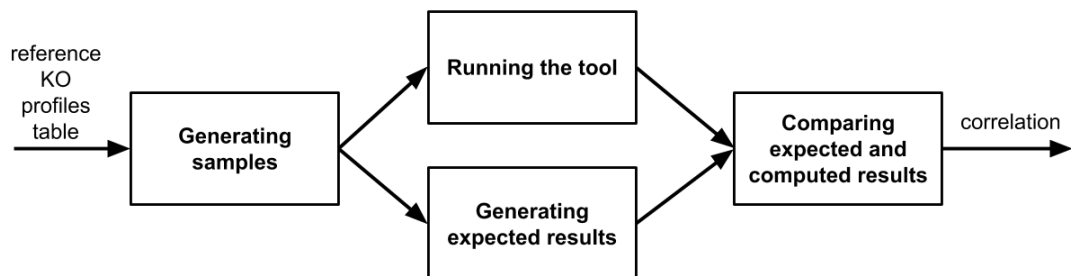 reference
KO
profiles
table
Generating
samples
Running the tool
Generating
expected results
Comparing
expected and
computed results
correlation